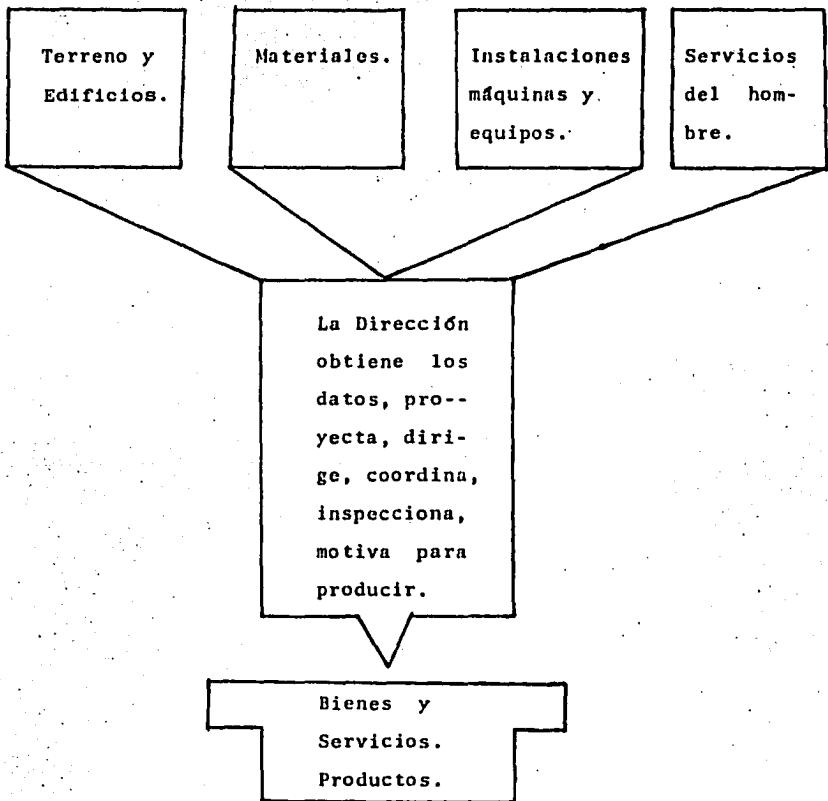 Terreno y
Edificios.
Materiales.
Instalaciones
máquinas y
equipos.
Servicios
del hom-
bre.
La Dirección
obtiene los
datos, pro--
yecta, diri-
ge, coordina,
inspecciona,
motiva para
producir.
Bienes y
Servicios.
Productos.